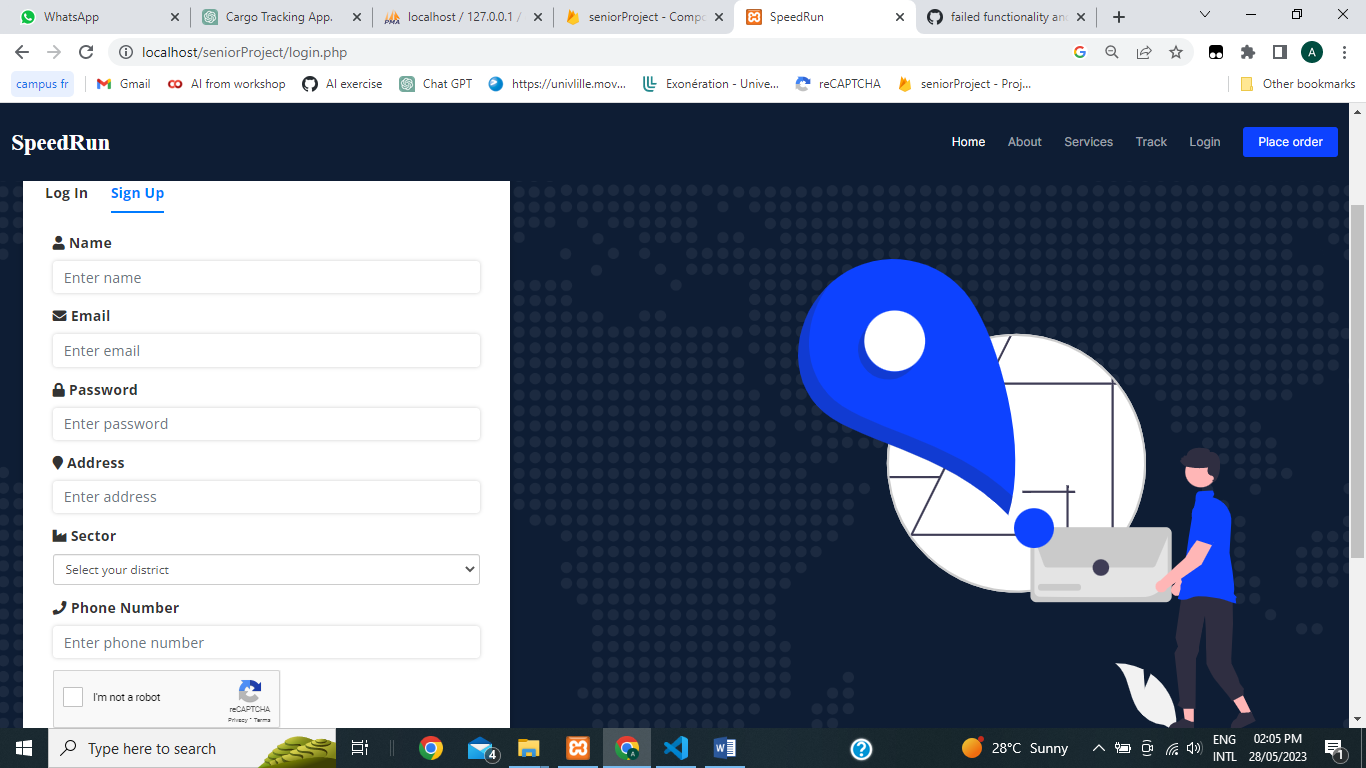 WhatsApp
Cargo Tracking App.
PMA localhost / 127.0.0.1 /
seniorProject - Compo
SpeedRun
failed functionality an
localhost/seniorProject/login.php
A
campus fr
Gmail
AI from workshop
AI exercise
Chat GPT
https://univlille.mov...
Exonération - Unive...
reCAPTCHA
seniorProject - Proj...
Other bookmarks
SpeedRun
Home
About
Services
Track
Login
Place order
Log In
Sign Up
Name
Enter name
Email
Enter email
Password
Enter password
Address
Enter address
Sector
Select your district
Phone Number
Enter phone number
I'm not a robot
reCAPTCHA
Privacy - Terms
Type here to search
4
28°C Sunny
ENG
INTL
02:05 PM
28/05/2023
1